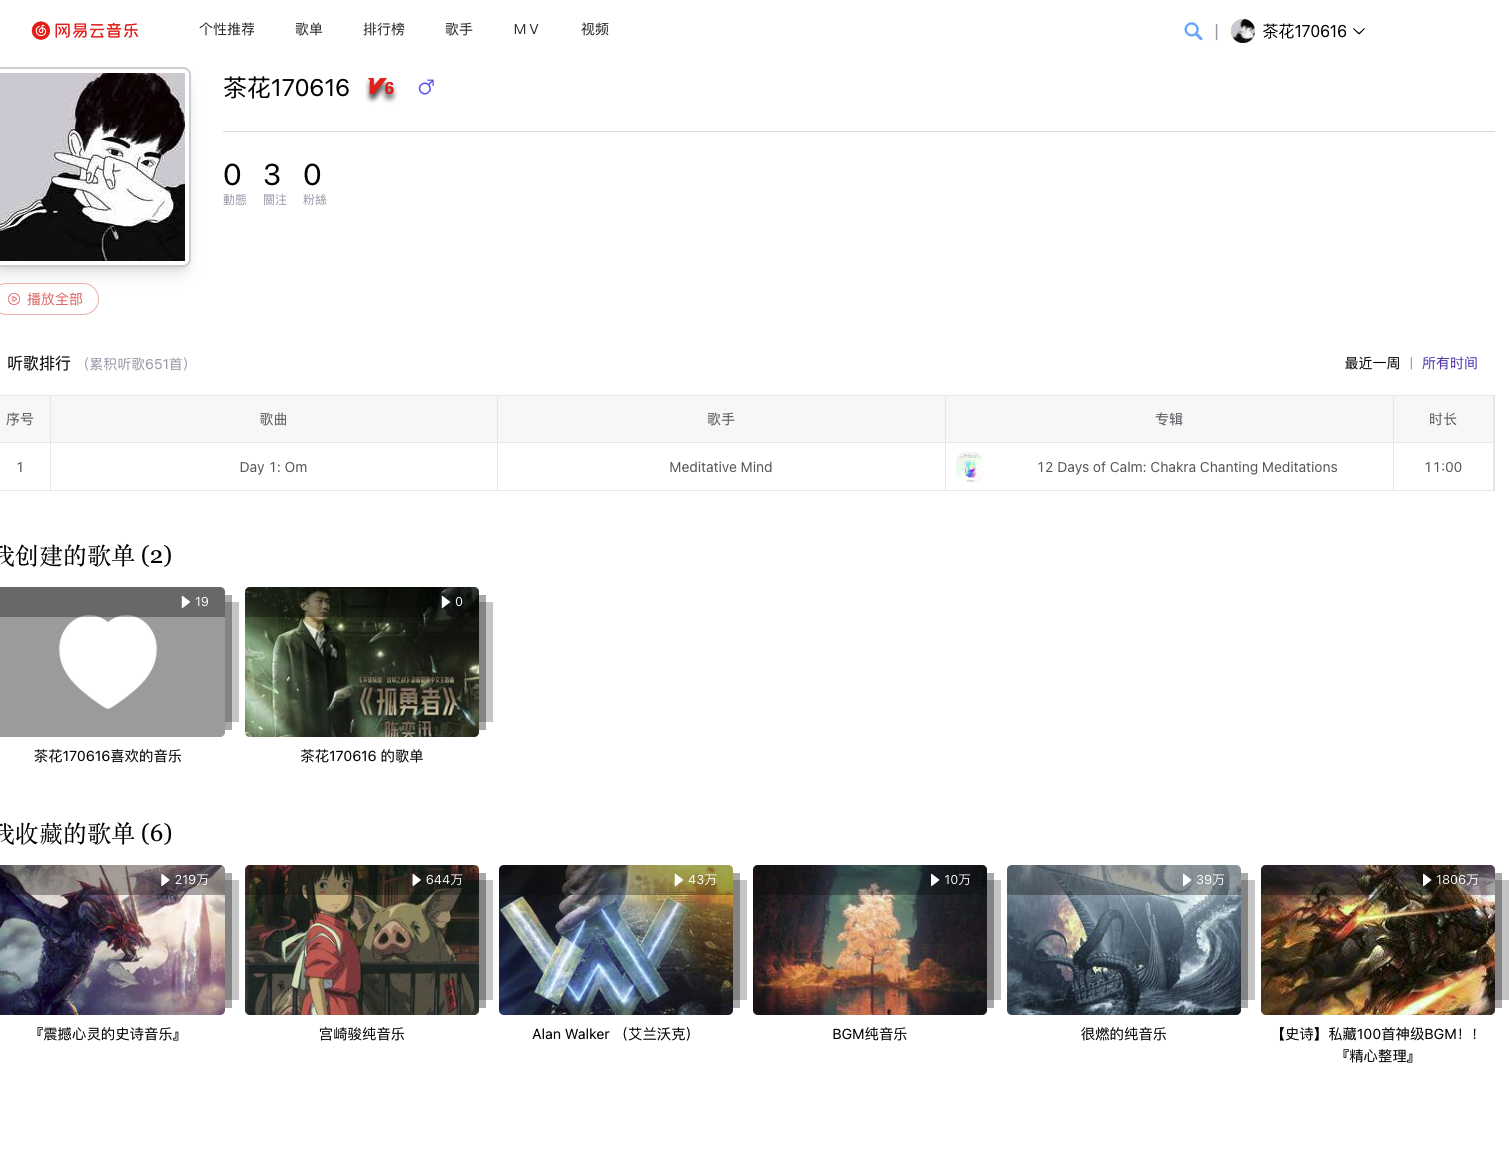 网易云音乐 个性推荐 歌单 排行榜 歌手 MV 视频 | 茶花170616
茶花170616 V6
0 3 0
動態 關注 粉絲
播放全部
听歌排行 (累积听歌651首) 最近一周 | 所有时间
序号 歌曲 歌手 专辑 时长
1 Day 1: Om Meditative Mind 12 Days of Calm: Chakra Chanting Meditations 11:00
我创建的歌单 (2)
19 0
《孤勇者》
陈奕迅
茶花170616喜欢的音乐 茶花170616 的歌单
我收藏的歌单 (6)
219万 644万 43万 10万 39万 1806万
『震撼心灵的史诗音乐』 宫崎骏纯音乐 Alan Walker （艾兰沃克） BGM纯音乐 很燃的纯音乐 【史诗】私藏100首神级BGM！！
『精心整理』